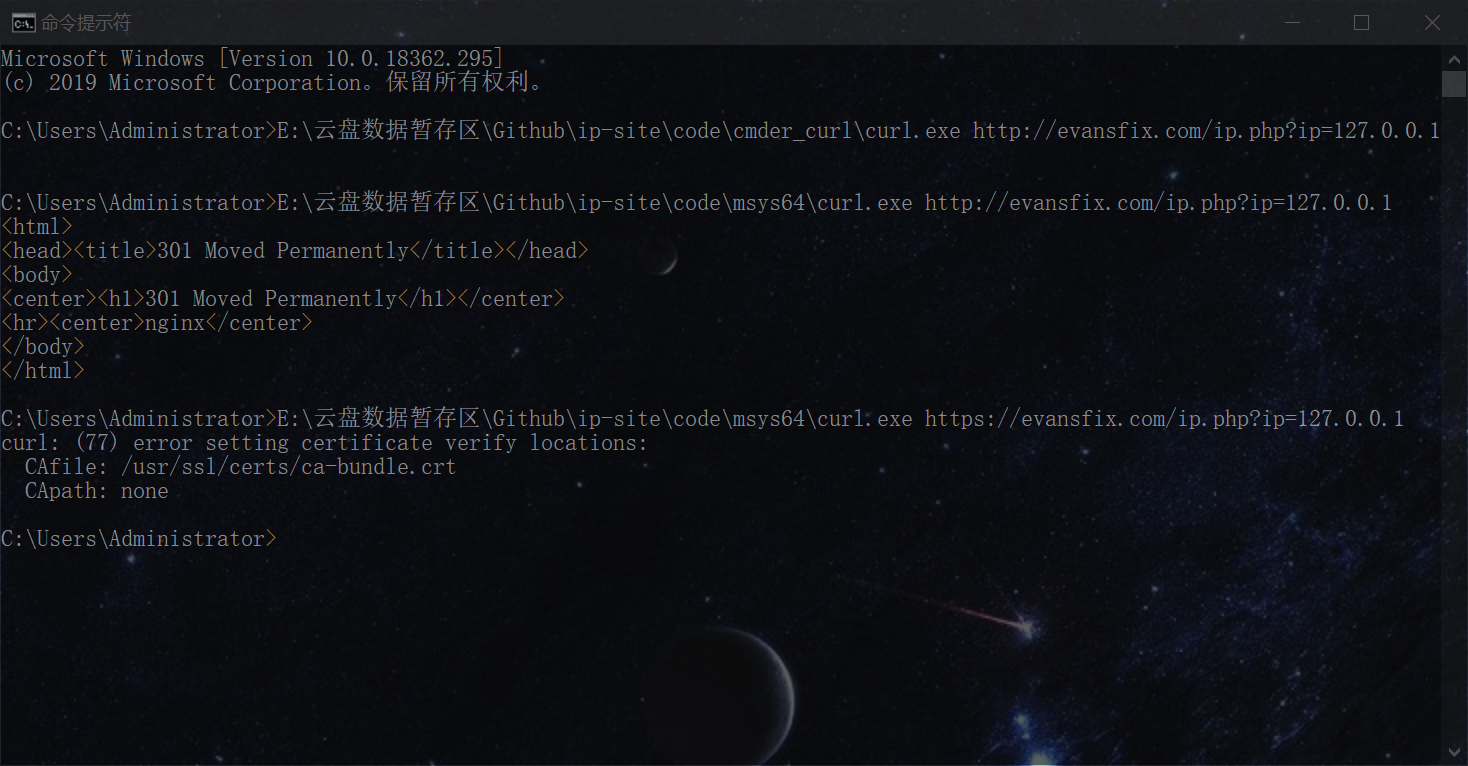 命令提示符
Microsoft Windows [Version 10.0.18362.295]
(c) 2019 Microsoft Corporation。保留所有权利。
C:\Users\Administrator>E:\云盘数据暂存区\Github\ip-site\code\cmder_curl\curl.exe http://evansfix.com/ip.php?ip=127.0.0.1
C:\Users\Administrator>E:\云盘数据暂存区\Github\ip-site\code\msys64\curl.exe http://evansfix.com/ip.php?ip=127.0.0.1
<html>
<head><title>301 Moved Permanently</title></head>
<body>
<center><h1>301 Moved Permanently</h1></center>
<hr><center>nginx</center>
</body>
</html>
C:\Users\Administrator>E:\云盘数据暂存区\Github\ip-site\code\msys64\curl.exe https://evansfix.com/ip.php?ip=127.0.0.1
curl: (77) error setting certificate verify locations:
  CAfile: /usr/ssl/certs/ca-bundle.crt
  CApath: none
C:\Users\Administrator>